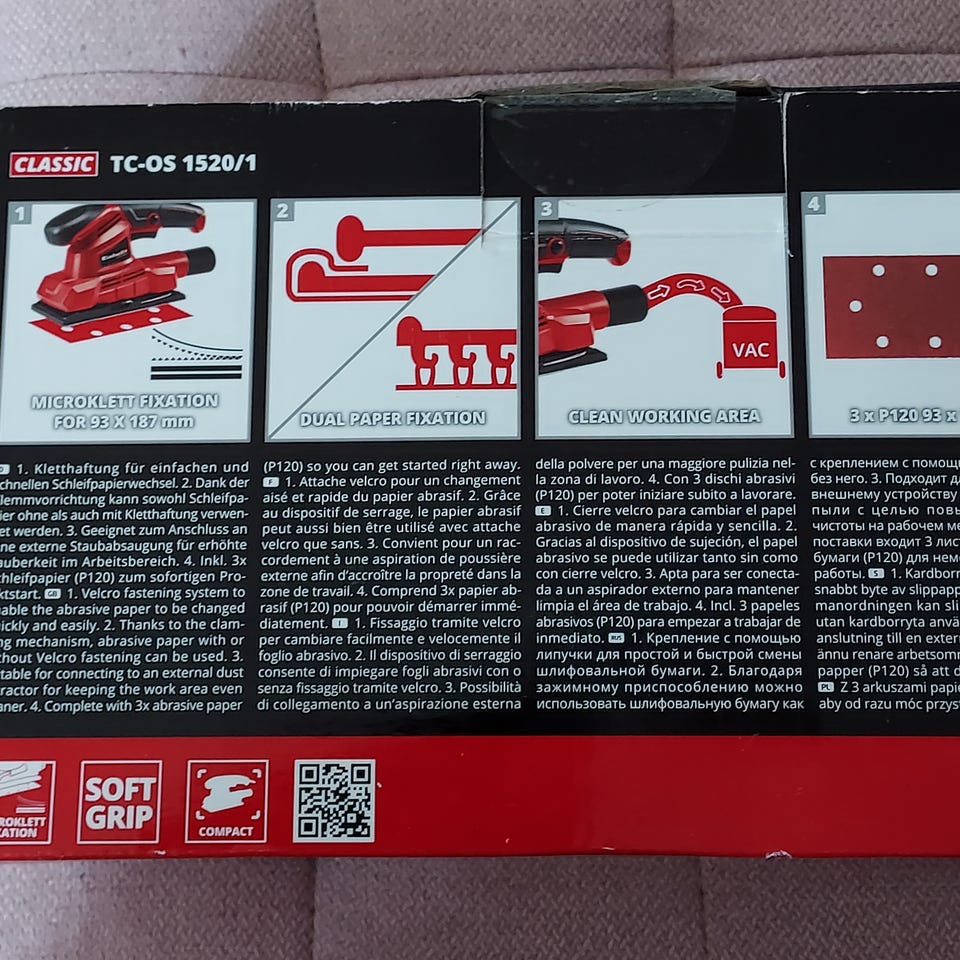 CLASSIC TC-OS 1520/1
1
MICROKLETT FIXATION
FOR 93 X 187 mm
2
DUAL PAPER FIXATION
3
VAC
CLEAN WORKING AREA
4
3 x P120 93 x
D 1. Kletthaftung für einfachen und
chnellen Schleifpapierwechsel. 2. Dank der
lemmvorrichtung kann sowohl Schleifpa-
ier ohne als auch mit Kletthaftung verwen-
et werden. 3. Geeignet zum Anschluss an
ne externe Staubabsaugung für erhöhte
auberkeit im Arbeitsbereich. 4. Inkl. 3x
chleifpapier (P120) zum sofortigen Pro-
ktstart. GB 1. Velcro fastening system to
nable the abrasive paper to be changed
uickly and easily. 2. Thanks to the clam-
ng mechanism, abrasive paper with or
hout Velcro fastening can be used. 3.
table for connecting to an external dust
ractor for keeping the work area even
aner. 4. Complete with 3x abrasive paper
(P120) so you can get started right away.
F 1. Attache velcro pour un changement
aisé et rapide du papier abrasif. 2. Grâce
au dispositif de serrage, le papier abrasif
peut aussi bien être utilisé avec attache
velcro que sans. 3. Convient pour un rac-
cordement à une aspiration de poussière
externe afin d'accroître la propreté dans la
zone de travail. 4. Comprend 3x papier ab-
rasif (P120) pour pouvoir démarrer immé-
diatement. I 1. Fissaggio tramite velcro
per cambiare facilmente e velocemente il
foglio abrasivo. 2. Il dispositivo di serraggio
consente di impiegare fogli abrasivi con o
senza fissaggio tramite velcro. 3. Possibilità
di collegamento a un'aspirazione esterna
della polvere per una maggiore pulizia nel-
la zona di lavoro. 4. Con 3 dischi abrasivi
(P120) per poter iniziare subito a lavorare.
E 1. Cierre velcro para cambiar el papel
abrasivo de manera rápida y sencilla. 2.
Gracias al dispositivo de sujeción, el papel
abrasivo se puede utilizar tanto sin como
con cierre velcro. 3. Apta para ser conecta-
da a un aspirador externo para mantener
limpia el área de trabajo. 4. Incl. 3 papeles
abrasivos (P120) para empezar a trabajar de
inmediato. RUS 1. Крепление с помощью
липучки для простой и быстрой смены
шлифовальной бумаги. 2. Благодаря
зажимному приспособлению можно
использовать шлифовальную бумагу как
с креплением с помощь
без него. 3. Подходит д
внешнему устройству
пыли с целью повы
чистоты на рабочем ме
поставки входит 3 лис
бумаги (P120) для нем
работы. S 1. Kardborr
snabbt byte av slippapp
manordningen kan sli
utan kardborryta anvä
anslutning till en exter
ännu renare arbetsom
papper (P120) så att d
PL Z 3 arkuszami papie
aby od razu móc przys
ROKLETT
ATION
SOFT
GRIP
COMPACT